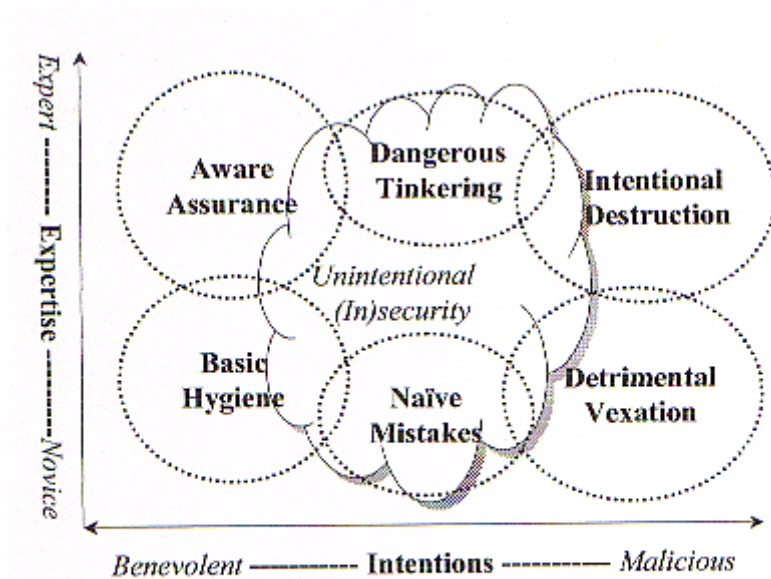 Expert -------- Expertise --------- Novice
Aware
Assurance
Dangerous
Tinkering
Intentional
Destruction
Unintentional
(In)security
Basic
Hygiene
Naïve
Mistakes
Detrimental
Vexation
Benevolent ----------- Intentions ----------- Malicious